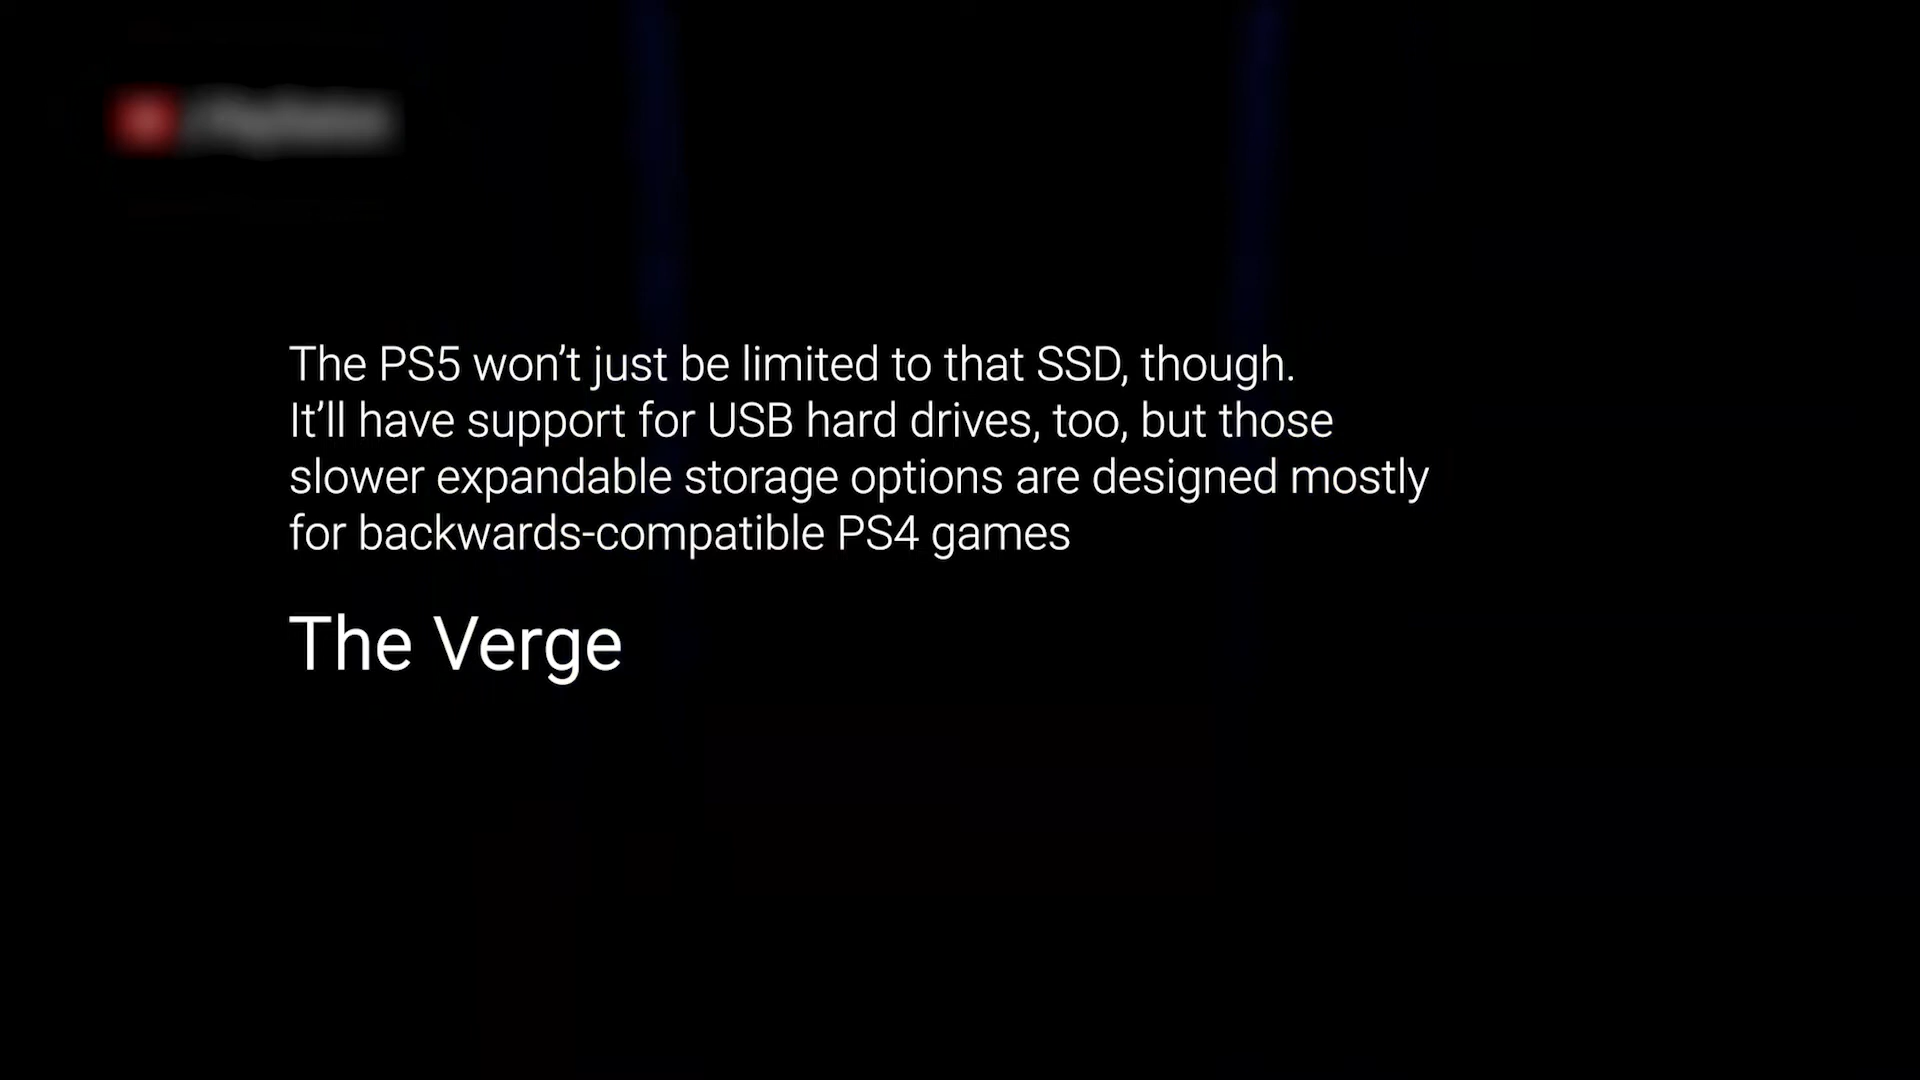 The PS5 won’t just be limited to that SSD, though.
It’ll have support for USB hard drives, too, but those
slower expandable storage options are designed mostly
for backwards-compatible PS4 games
The Verge